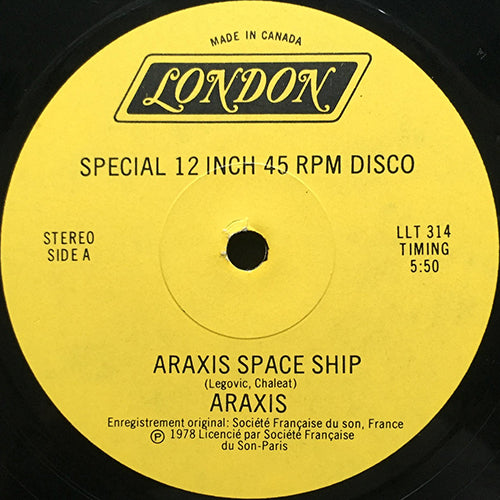 MADE IN CANADA
LONDON
SPECIAL 12 INCH 45 RPM DISCO
STEREO
SIDE A
LLT 314
TIMING
5:50
ARAXIS SPACE SHIP
(Legovic, Chaleat)
ARAXIS
Enregistrement original: Société Française du son, France
Ⓟ 1978 Licencié par Société Française
du Son-Paris